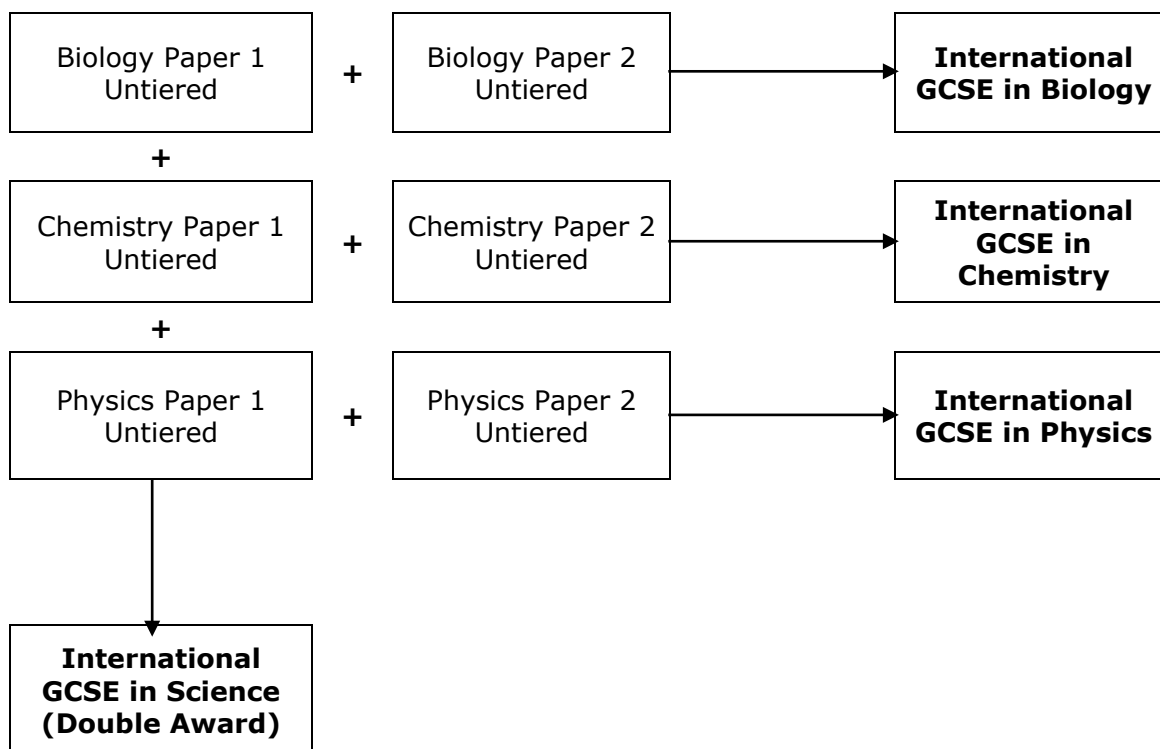 Biology Paper 1
Untiered
+
Biology Paper 2
Untiered
International
GCSE in Biology
+
Chemistry Paper 1
Untiered
+
Chemistry Paper 2
Untiered
International
GCSE in
Chemistry
+
Physics Paper 1
Untiered
+
Physics Paper 2
Untiered
International
GCSE in Physics
International
GCSE in Science
(Double Award)